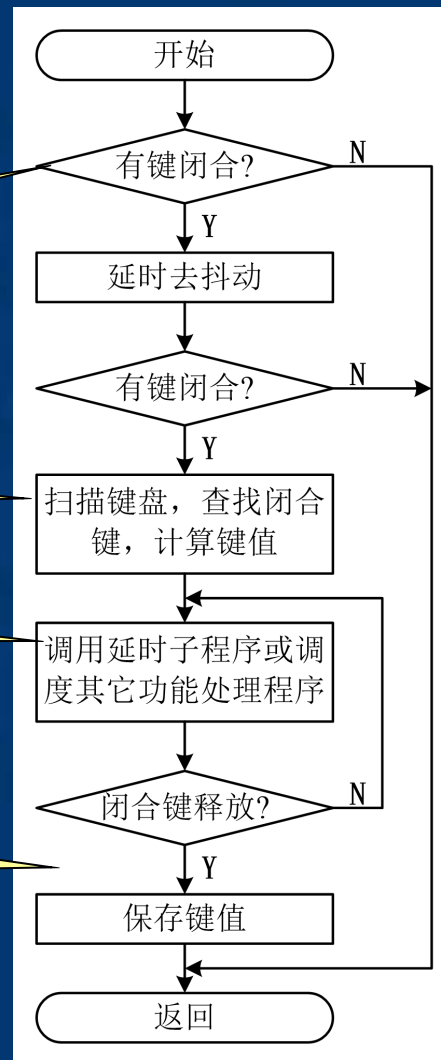 开始
有键闭合?
N
Y
延时去抖动
有键闭合?
N
Y
扫描键盘，查找闭合
键，计算键值
调用延时子程序或调
度其它功能处理程序
闭合键释放?
N
Y
保存键值
返回